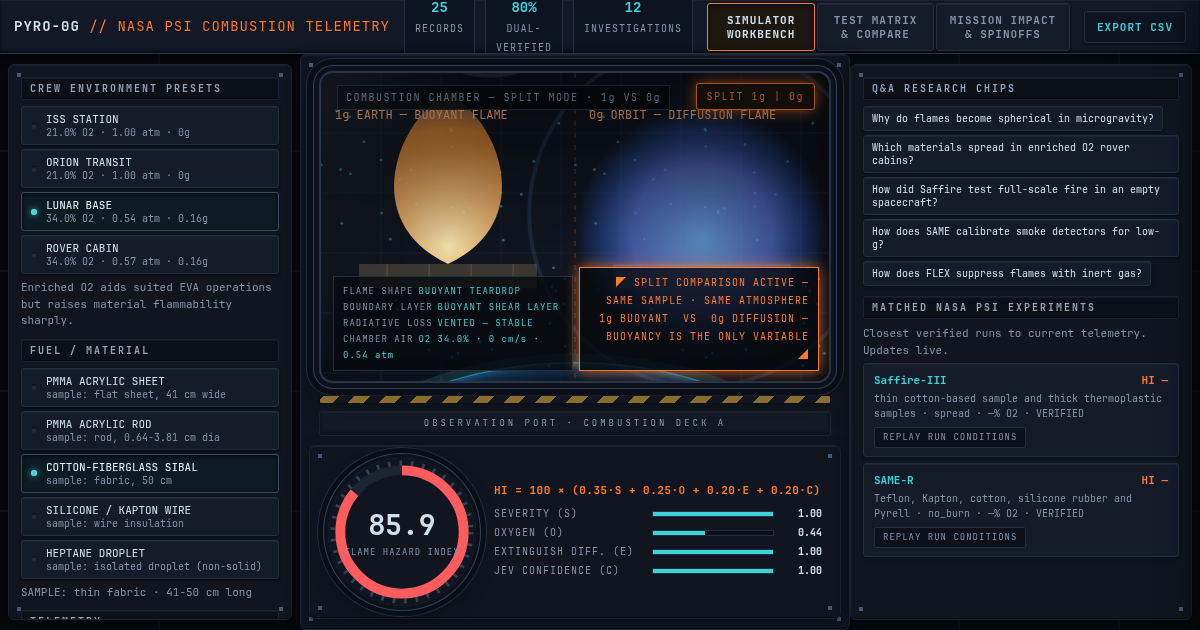 PYRO-0G // NASA PSI COMBUSTION TELEMETRY
25
RECORDS
80%
DUAL-
VERIFIED
12
INVESTIGATIONS
SIMULATOR
WORKBENCH
TEST MATRIX
& COMPARE
MISSION IMPACT
& SPINOFFS
EXPORT CSV
CREW ENVIRONMENT PRESETS
ISS STATION
21.0% O2 · 1.00 atm · 0g
ORION TRANSIT
21.0% O2 · 1.00 atm · 0g
LUNAR BASE
34.0% O2 · 0.54 atm · 0.16g
ROVER CABIN
34.0% O2 · 0.57 atm · 0.16g
Enriched O2 aids suited EVA operations
but raises material flammability
sharply.
FUEL / MATERIAL
PMMA ACRYLIC SHEET
sample: flat sheet, 41 cm wide
PMMA ACRYLIC ROD
sample: rod, 0.64-3.81 cm dia
COTTON-FIBERGLASS SIBAL
sample: fabric, 50 cm
SILICONE / KAPTON WIRE
sample: wire insulation
HEPTANE DROPLET
sample: isolated droplet (non-solid)
SAMPLE: thin fabric · 41-50 cm long
TELEMETRY
COMBUSTION CHAMBER — SPLIT MODE · 1g VS 0g
SPLIT 1g | 0g
1g EARTH — BUOYANT FLAME
0g ORBIT — DIFFUSION FLAME
FLAME SHAPE BUOYANT TEARDROP
BOUNDARY LAYER BUOYANT SHEAR LAYER
RADIATIVE LOSS VENTED — STABLE
CHAMBER AIR O2 34.0% · 0 cm/s ·
0.54 atm
◤ SPLIT COMPARISON ACTIVE —
SAME SAMPLE · SAME ATMOSPHERE
1g BUOYANT VS 0g DIFFUSION —
BUOYANCY IS THE ONLY VARIABLE
◢
OBSERVATION PORT · COMBUSTION DECK A
85.9
FLAME HAZARD INDEX
HI = 100 × (0.35·S + 0.25·O + 0.20·E + 0.20·C)
SEVERITY (S) 1.00
OXYGEN (O) 0.44
EXTINGUISH DIFF. (E) 1.00
JEV CONFIDENCE (C) 1.00
Q&A RESEARCH CHIPS
Why do flames become spherical in microgravity?
Which materials spread in enriched O2 rover
cabins?
How did Saffire test full-scale fire in an empty
spacecraft?
How does SAME calibrate smoke detectors for low-
g?
How does FLEX suppress flames with inert gas?
MATCHED NASA PSI EXPERIMENTS
Closest verified runs to current telemetry.
Updates live.
Saffire-III HI —
thin cotton-based sample and thick thermoplastic
samples · spread · —% O2 · VERIFIED
REPLAY RUN CONDITIONS
SAME-R HI —
Teflon, Kapton, cotton, silicone rubber and
Pyrell · no_burn · —% O2 · VERIFIED
REPLAY RUN CONDITIONS